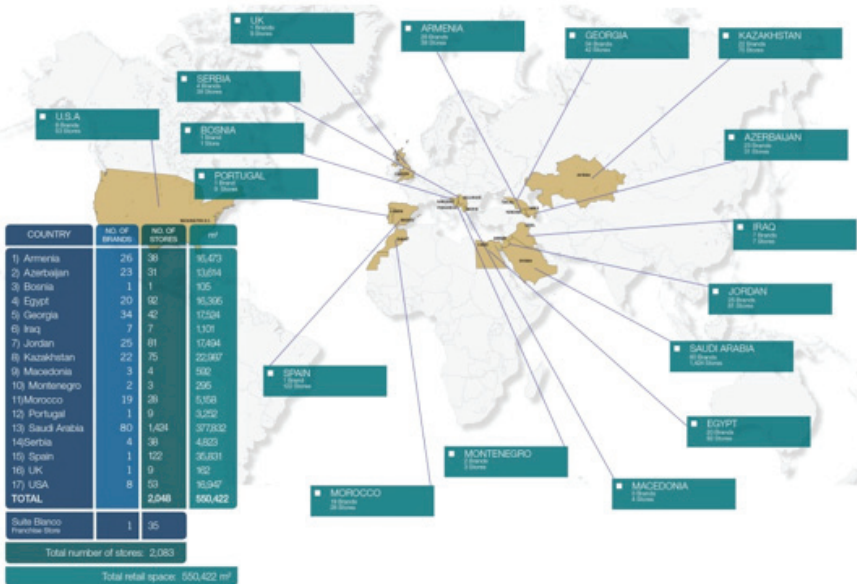 UK
1 Brands
9 Stores
ARMENIA
26 Brands
38 Stores
GEORGIA
34 Brands
42 Stores
KAZAKHSTAN
22 Brands
75 Stores
SERBIA
4 Brands
38 Stores
U.S.A
8 Brands
53 Stores
BOSNIA
1 Brand
1 Store
AZERBAIJAN
23 Brands
31 Stores
PORTUGAL
1 Brand
9 Stores
IRAQ
7 Brands
7 Stores
JORDAN
25 Brands
81 Stores
SAUDI ARABIA
80 Brands
1,424 Stores
SPAIN
1 Brand
122 Stores
EGYPT
20 Brands
92 Stores
MONTENEGRO
2 Brands
3 Stores
MACEDONIA
3 Brands
4 Stores
MOROCCO
19 Brands
28 Stores
COUNTRY NO. OF BRANDS NO. OF STORES m²
1) Armenia 26 38 16,473
2) Azerbaijan 23 31 13,614
3) Bosnia 1 1 105
4) Egypt 20 92 16,395
5) Georgia 34 42 17,524
6) Iraq 7 7 1,101
7) Jordan 25 81 17,494
8) Kazakhstan 22 75 22,987
9) Macedonia 3 4 592
10) Montenegro 2 3 295
11)Morocco 19 28 5,158
12) Portugal 1 9 3,252
13) Saudi Arabia 80 1,424 377,832
14)Serbia 4 38 4,823
15) Spain 1 122 35,831
16) UK 1 9 162
17) USA 8 53 16,947
TOTAL 2,048 550,422
Suite Blanco 1 35
Franchise Store
Total number of stores: 2,083
Total retail space: 550,422 m²